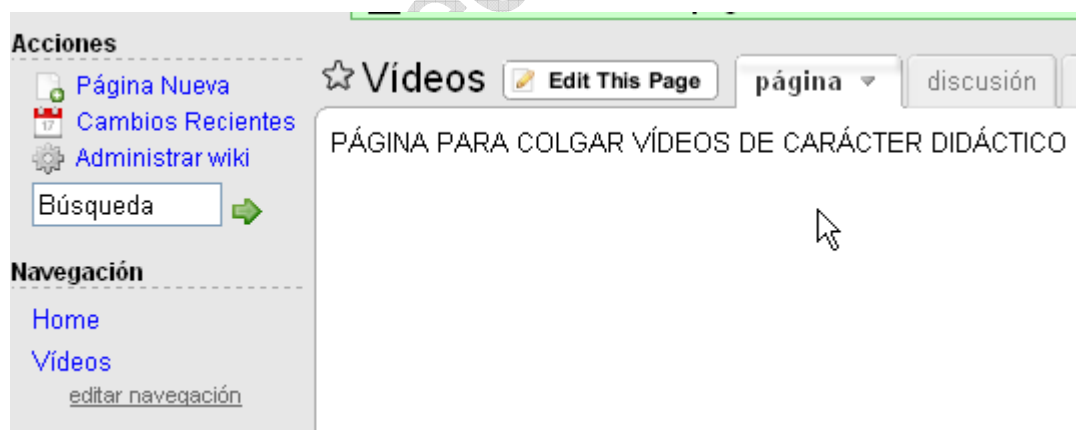 Acciones
Página Nueva
17
Cambios Recientes
Administrar wiki
Búsqueda
Navegación
Home
Vídeos
editar navegación
Vídeos Edit This Page página discusión
PÁGINA PARA COLGAR VÍDEOS DE CARÁCTER DIDÁCTICO